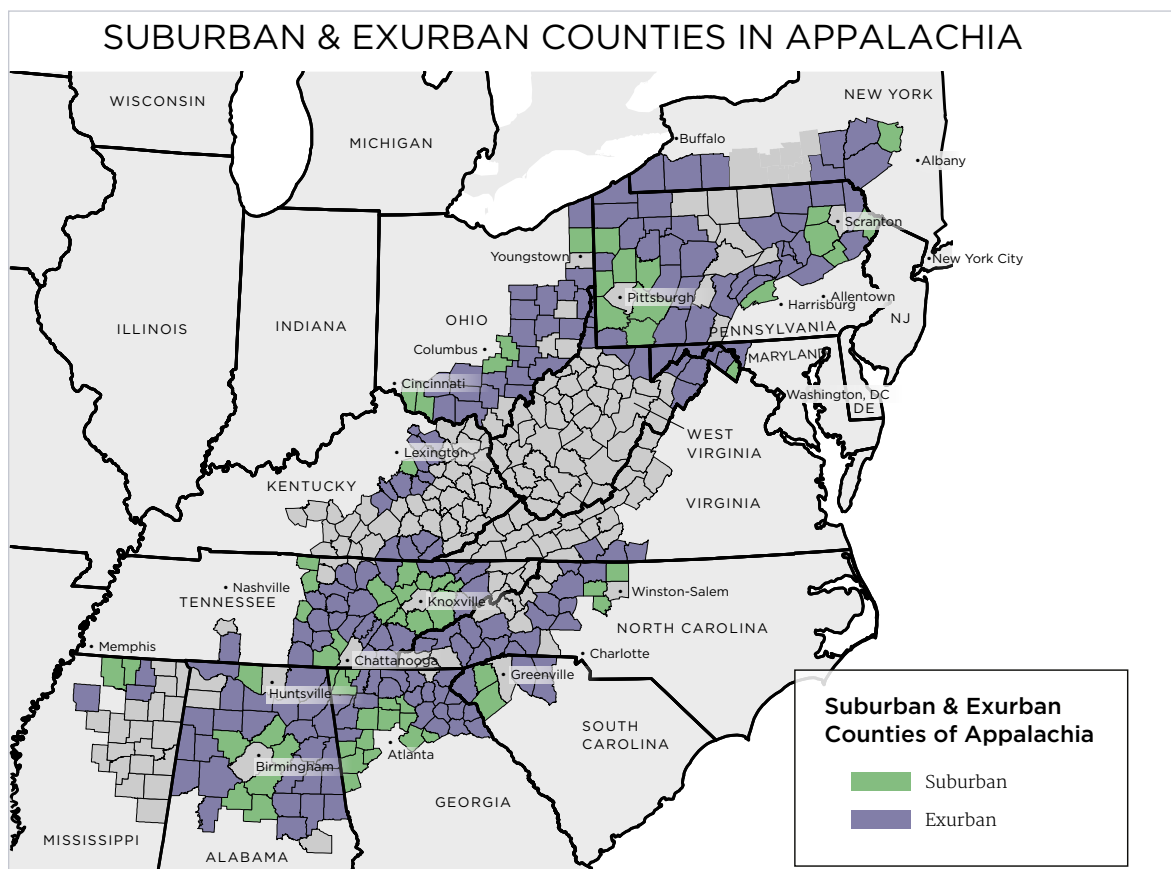 SUBURBAN & EXURBAN COUNTIES IN APPALACHIA
WISCONSIN
NEW YORK
MICHIGAN
Buffalo
Albany
Scranton
Youngstown
New York City
Pittsburgh
Allentown
Harrisburg
ILLINOIS
INDIANA
OHIO
NJ
PENNSYLVANIA
Columbus
MARYLAND
Cincinnati
Washington, DC
DE
WEST
VIRGINIA
Lexington
KENTUCKY
VIRGINIA
Nashville
TENNESSEE
Knoxville
Winston-Salem
NORTH CAROLINA
Memphis
Chattanooga
Charlotte
Greenville
Huntsville
SOUTH
CAROLINA
Atlanta
Birmingham
GEORGIA
MISSISSIPPI
ALABAMA
Suburban & Exurban
Counties of Appalachia
Suburban
Exurban